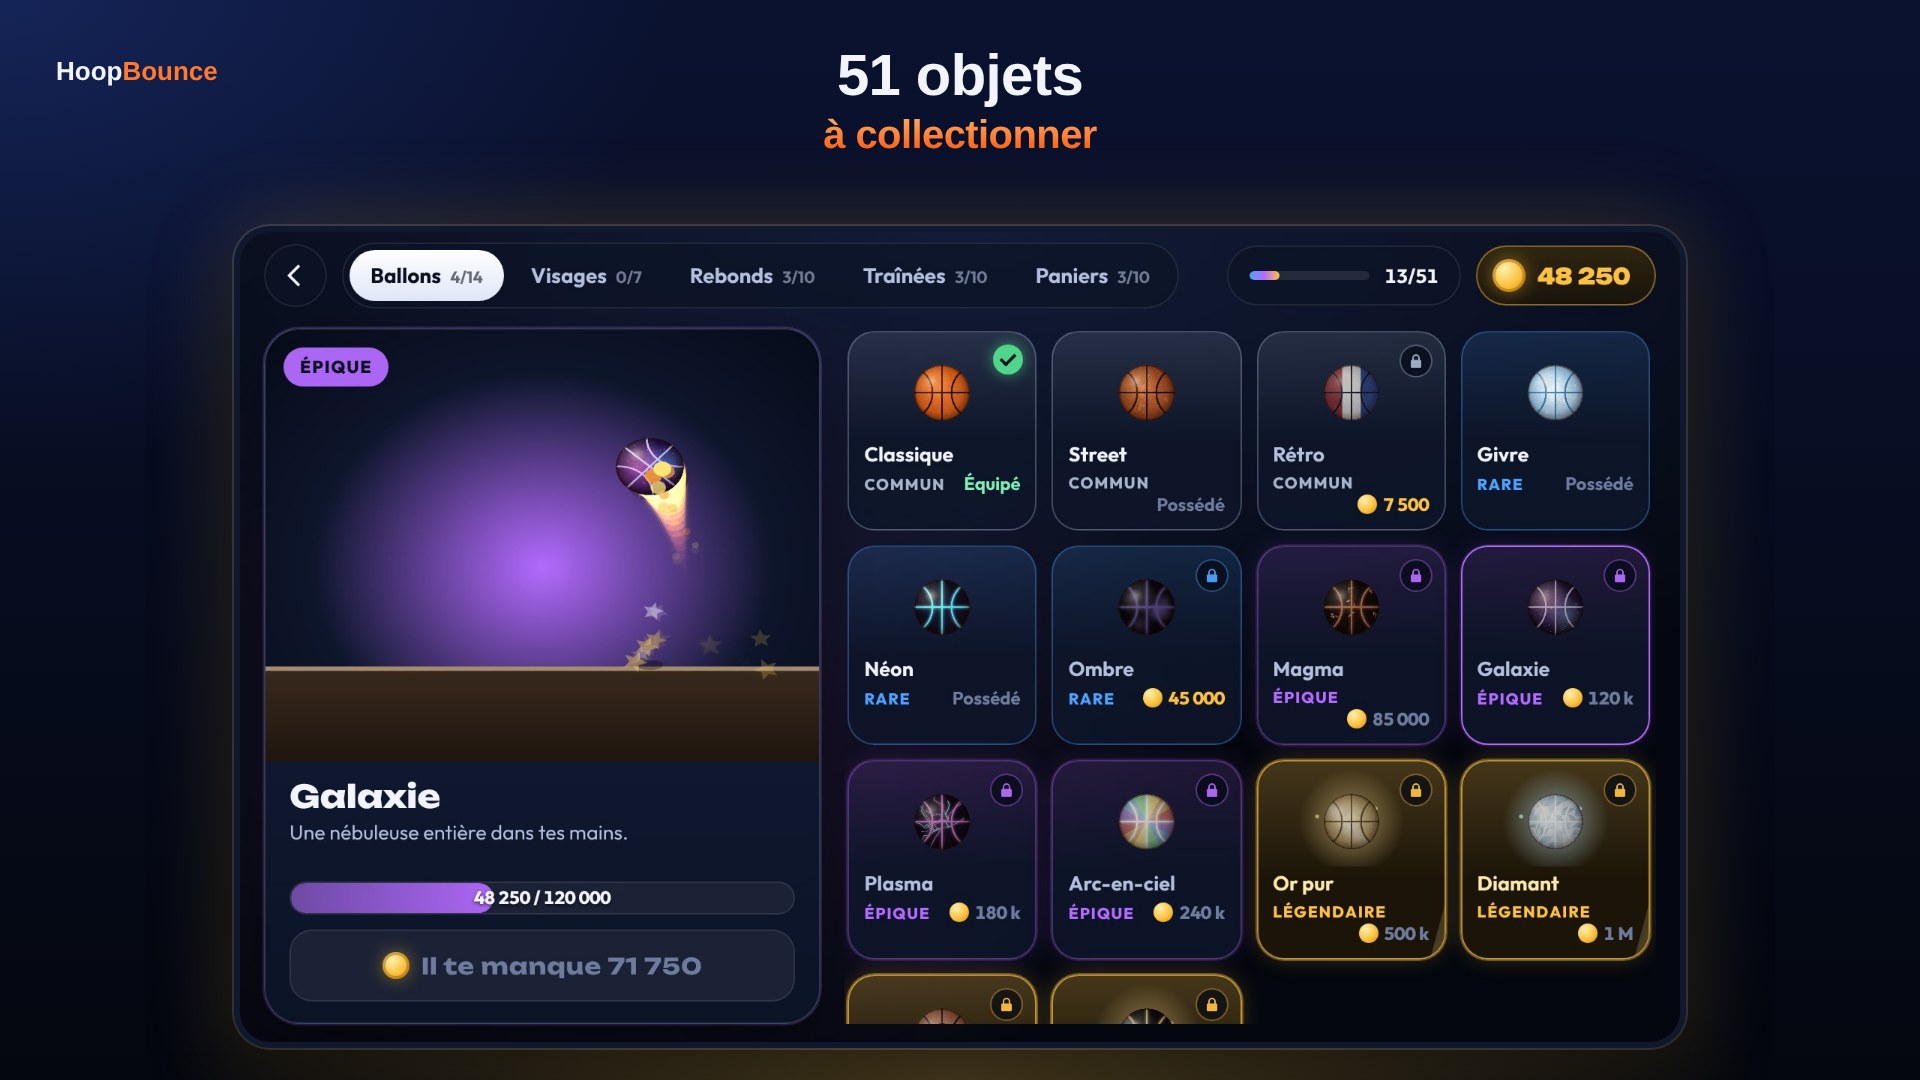 HoopBounce
51 objets
à collectionner
Ballons 4/14
Visages 0/7
Rebonds 3/10
Traînées 3/10
Paniers 3/10
13/51
48 250
ÉPIQUE
Galaxie
Une nébuleuse entière dans tes mains.
48 250 / 120 000
Il te manque 71 750
Classique
COMMUN Équipé
Street
COMMUN
Possédé
Rétro
COMMUN
7 500
Givre
RARE Possédé
Néon
RARE Possédé
Ombre
RARE 45 000
Magma
ÉPIQUE
85 000
Galaxie
ÉPIQUE 120 k
Plasma
ÉPIQUE 180 k
Arc-en-ciel
ÉPIQUE 240 k
Or pur
LÉGENDAIRE
500 k
Diamant
LÉGENDAIRE
1 M